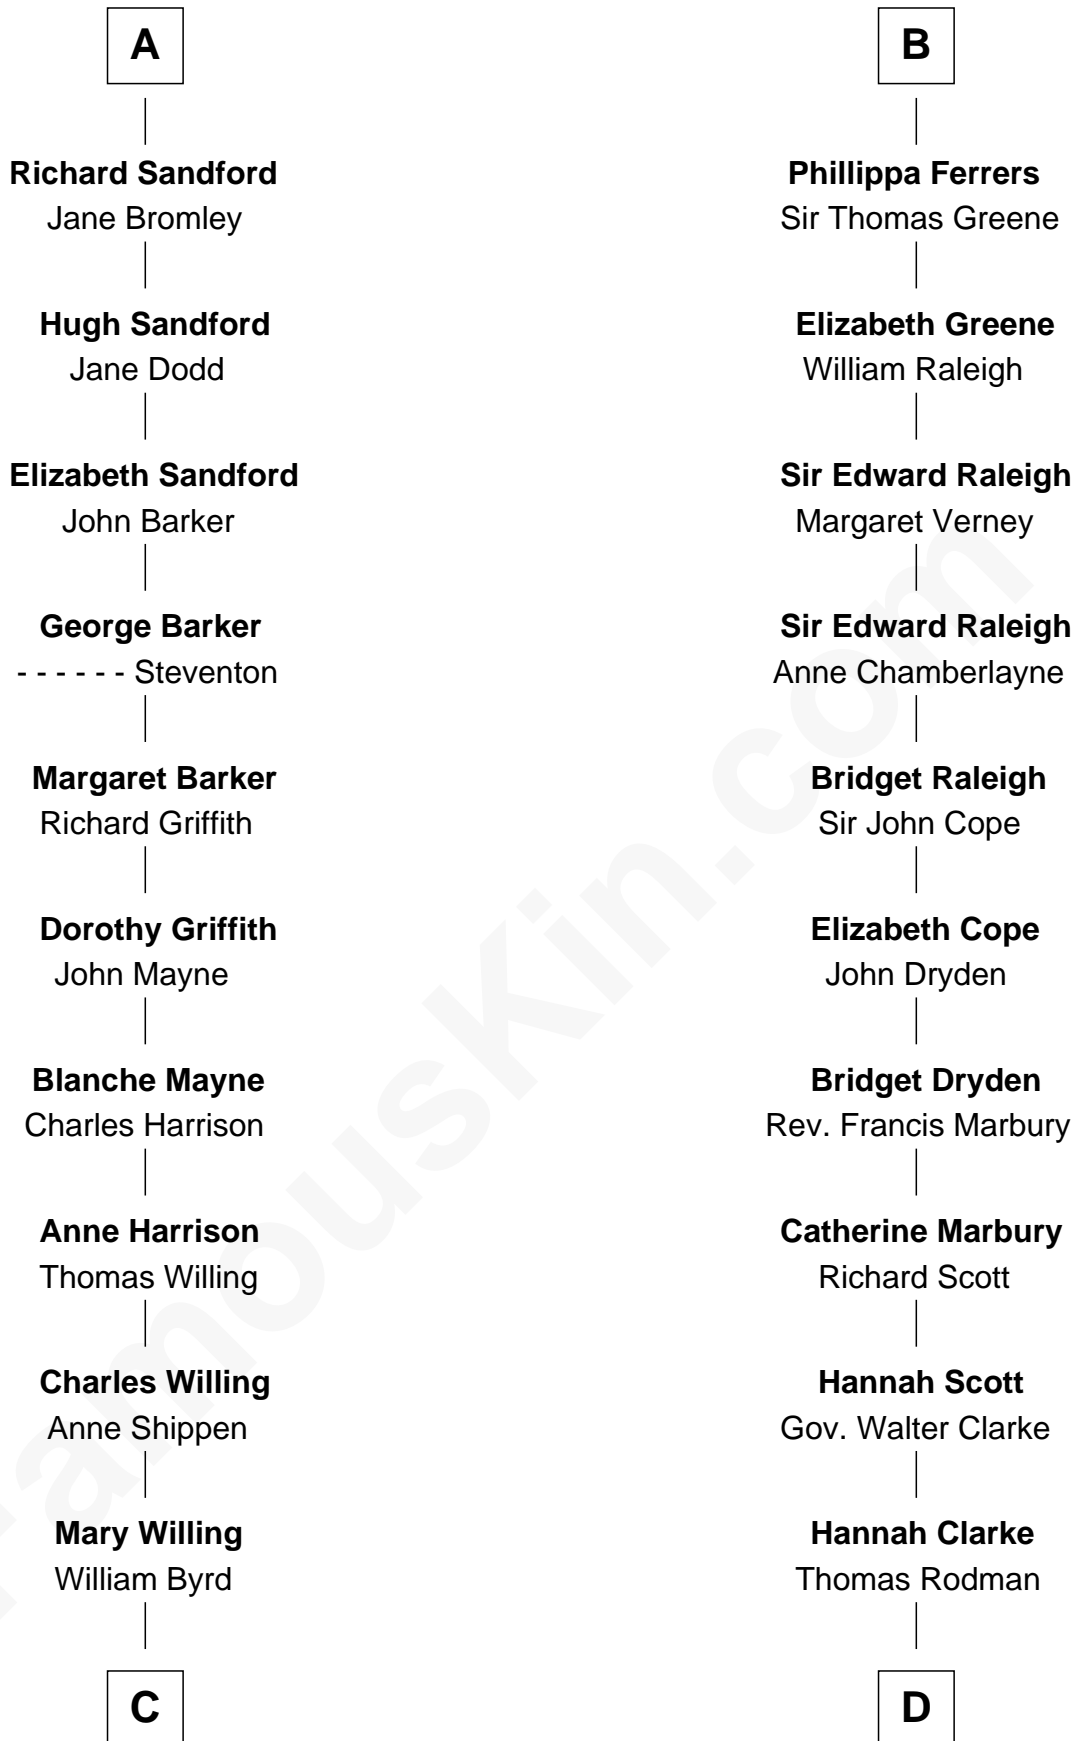 A
Richard Sandford
Jane Bromley
Hugh Sandford
Jane Dodd
Elizabeth Sandford
John Barker
George Barker
- - - - - - Steventon
Margaret Barker
Richard Griffith
Dorothy Griffith
John Mayne
Blanche Mayne
Charles Harrison
Anne Harrison
Thomas Willing
Charles Willing
Anne Shippen
Mary Willing
William Byrd
C
B
Phillippa Ferrers
Sir Thomas Greene
Elizabeth Greene
William Raleigh
Sir Edward Raleigh
Margaret Verney
Sir Edward Raleigh
Anne Chamberlayne
Bridget Raleigh
Sir John Cope
Elizabeth Cope
John Dryden
Bridget Dryden
Rev. Francis Marbury
Catherine Marbury
Richard Scott
Hannah Scott
Gov. Walter Clarke
Hannah Clarke
Thomas Rodman
D
FamousKin.com